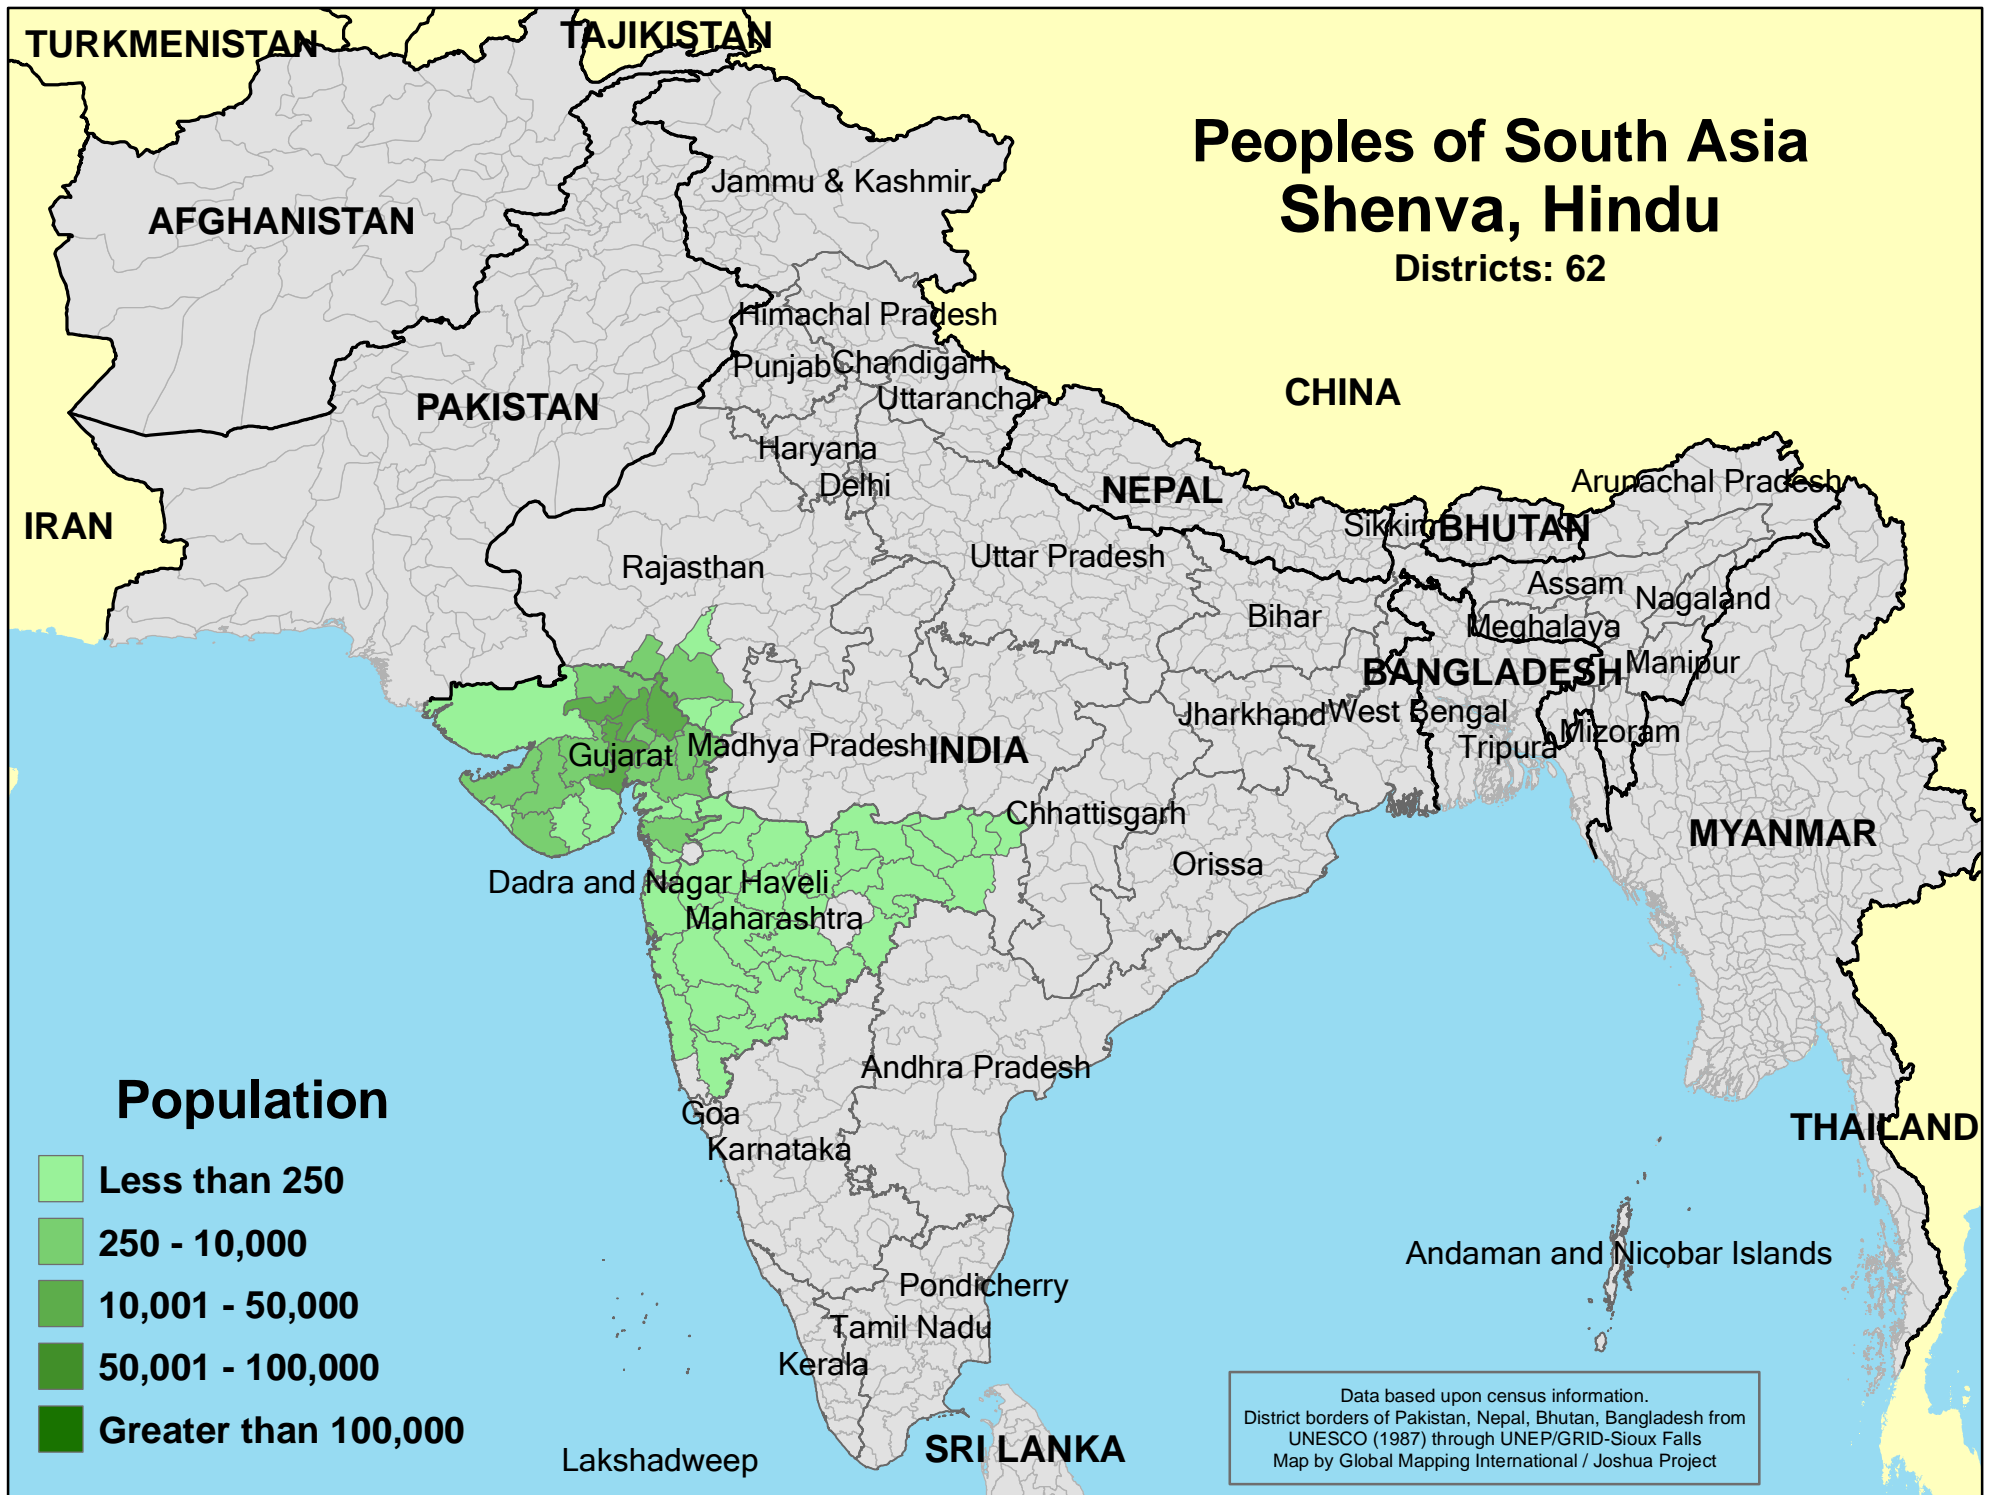 TURKMENISTAN
TAJIKISTAN
Peoples of South Asia
Shenva, Hindu
Districts: 62
Jammu & Kashmir
AFGHANISTAN
Himachal Pradesh
Punjab
Chandigarh
Uttaranchal
CHINA
PAKISTAN
Haryana
Delhi
NEPAL
Arunachal Pradesh
IRAN
Sikkim
BHUTAN
Rajasthan
Uttar Pradesh
Assam
Nagaland
Bihar
Meghalaya
BANGLADESH
Manipur
Jharkhand
West Bengal
Tripura
Mizoram
Gujarat
Madhya Pradesh
INDIA
Chhattisgarh
MYANMAR
Orissa
Dadra and Nagar Haveli
Maharashtra
Andhra Pradesh
Goa
Karnataka
THAILAND
Andaman and Nicobar Islands
Pondicherry
Tamil Nadu
Kerala
Lakshadweep
SRI LANKA
Population
Less than 250
250 - 10,000
10,001 - 50,000
50,001 - 100,000
Greater than 100,000
Data based upon census information.
District borders of Pakistan, Nepal, Bhutan, Bangladesh from
UNESCO (1987) through UNEP/GRID-Sioux Falls
Map by Global Mapping International / Joshua Project